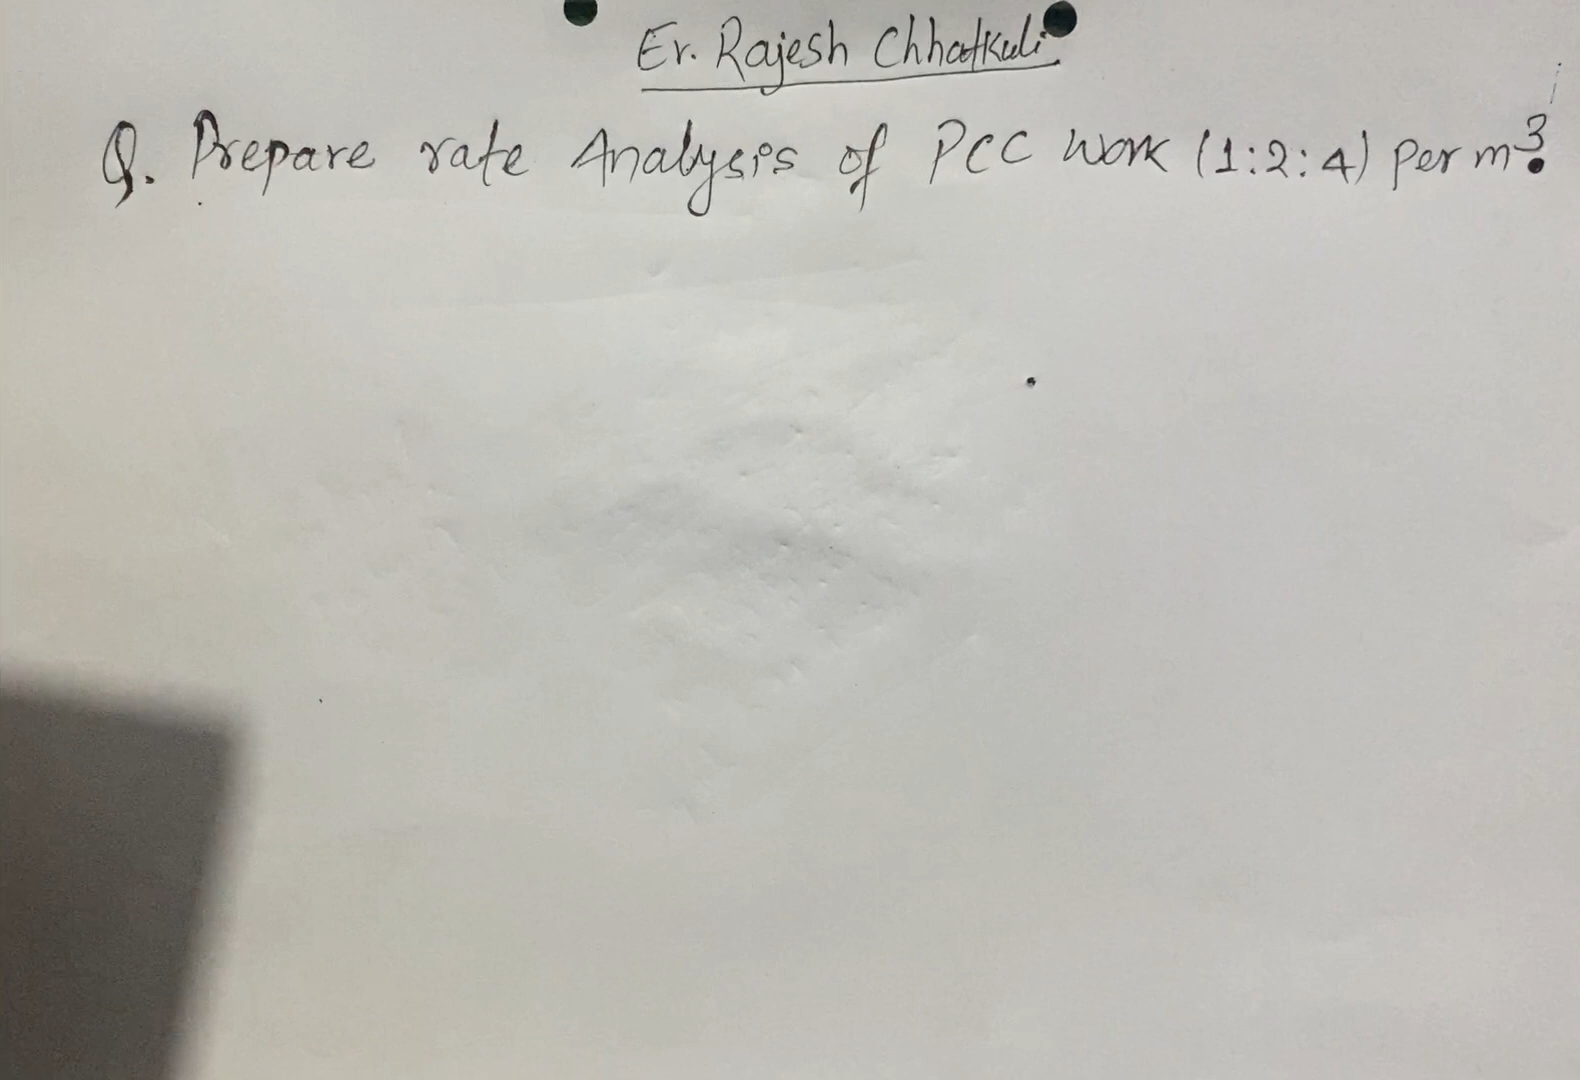 Er. Rajesh Chhatkuli
Q. Prepare rate Analysis of PCC Work (1:2:4) per m³.